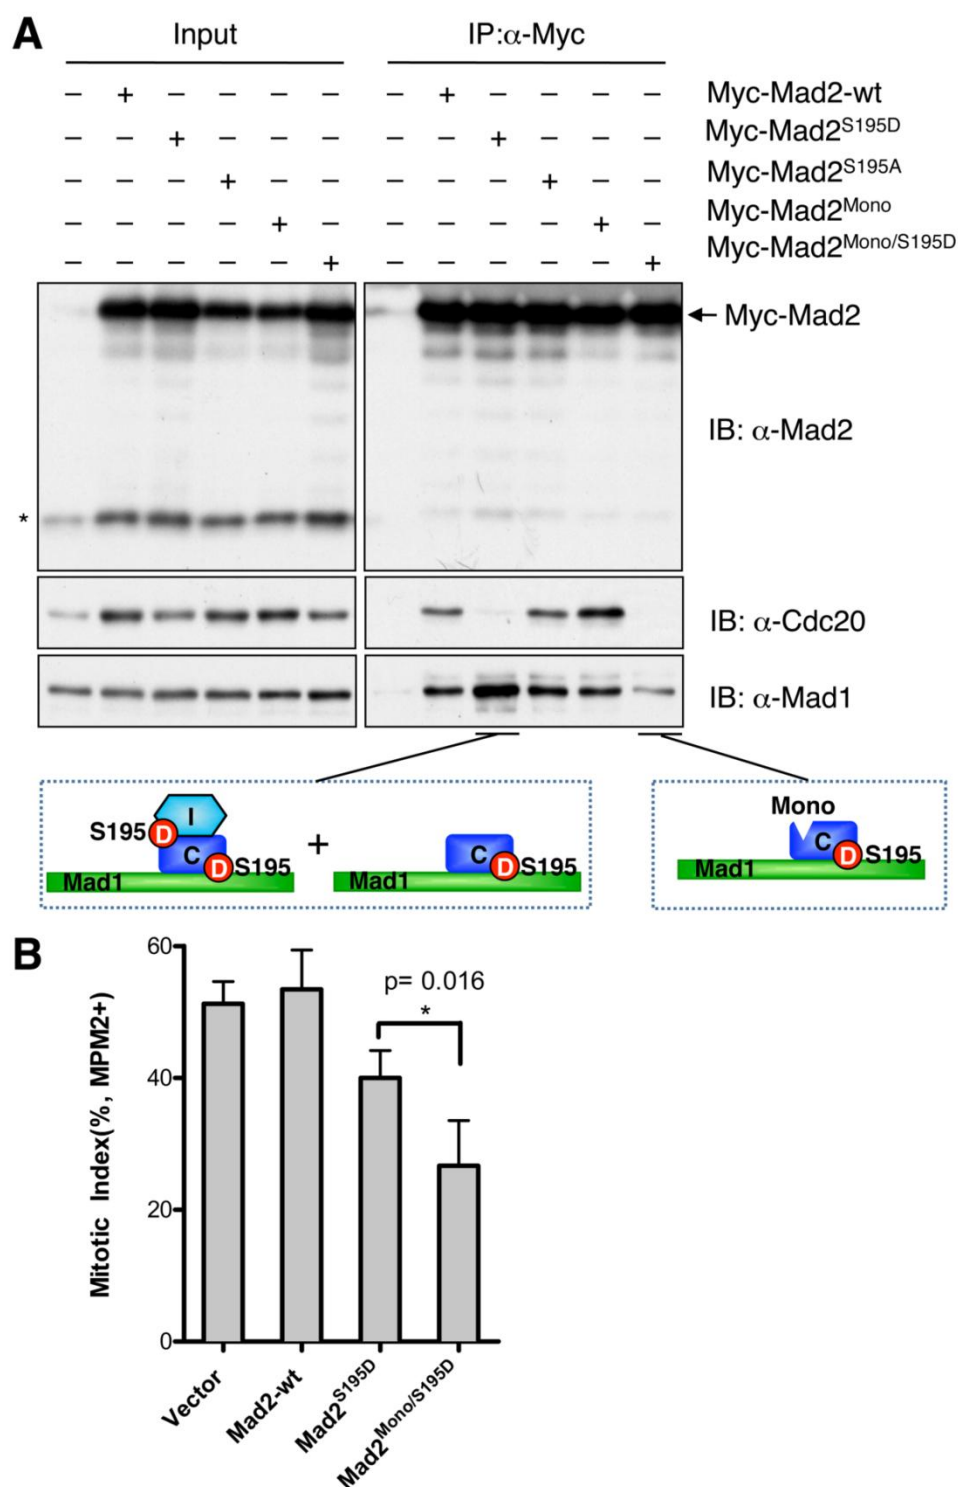 A
Input IP:α-Myc
– + – – – – – + – – – – Myc-Mad2-wt
– – + – – – – – + – – – Myc-Mad2S195D
– – – + – – – – – + – – Myc-Mad2S195A
– – – – + – – – – – + – Myc-Mad2Mono
– – – – – + – – – – – + Myc-Mad2Mono/S195D
Myc-Mad2
IB: α-Mad2
*
IB: α-Cdc20
IB: α-Mad1
I
S195 D
C
D S195
Mad1
+
C
D S195
Mad1
Mono
C
D S195
Mad1
B
Mitotic Index(%, MPM2+)
60
40
20
0
p= 0.016
*
Vector
Mad2-wt
Mad2S195D
Mad2Mono/S195D